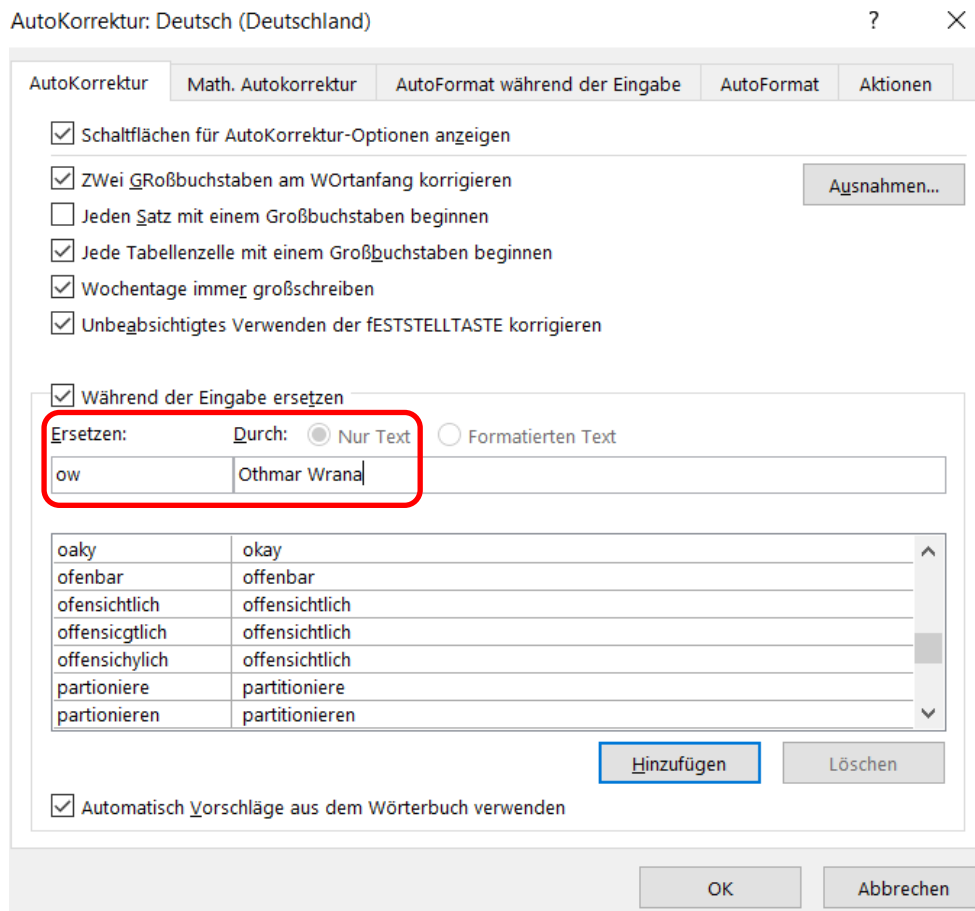 AutoKorrektur: Deutsch (Deutschland) ? ×
AutoKorrektur Math. Autokorrektur AutoFormat während der Eingabe AutoFormat Aktionen
Schaltflächen für AutoKorrektur-Optionen anzeigen
ZWei GRoßbuchstaben am WOrtanfang korrigieren Ausnahmen...
Jeden Satz mit einem Großbuchstaben beginnen
Jede Tabellenzelle mit einem Großbuchstaben beginnen
Wochentage immer großschreiben
Unbeabsichtigtes Verwenden der fESTSTELLTASTE korrigieren
Während der Eingabe ersetzen
Ersetzen: Durch: Nur Text Formatierten Text
ow Othmar Wrana
oaky okay
ofenbar offenbar
ofensichtlich offensichtlich
offensicgtlich offensichtlich
offensichylich offensichtlich
partioniere partitioniere
partionieren partitionieren
Hinzufügen Löschen
Automatisch Vorschläge aus dem Wörterbuch verwenden
OK Abbrechen